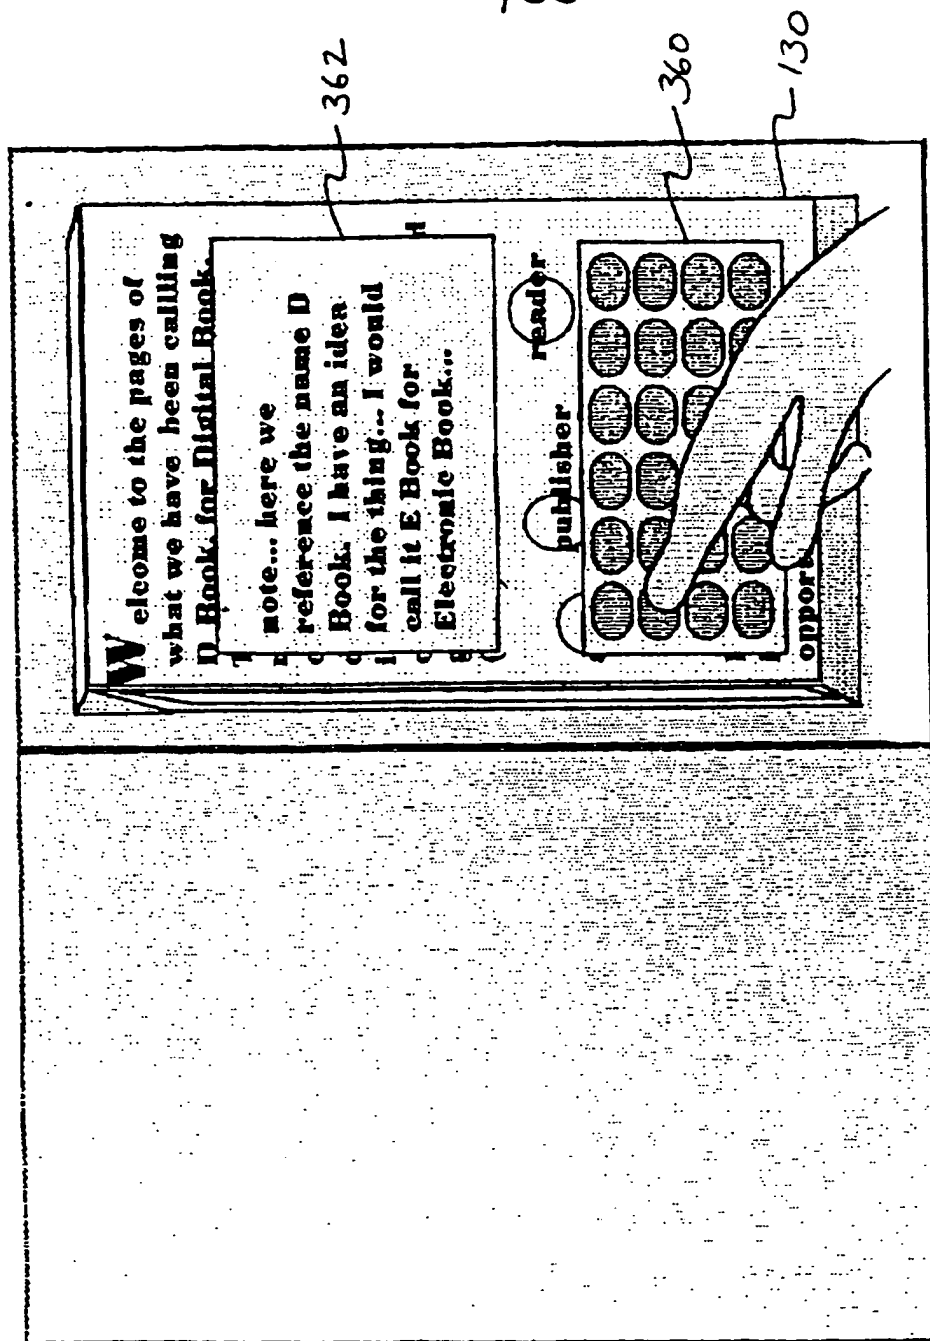 Welcome to the pages of
what we have been callling
D Book, for Digital Book.
note... here we
reference the name D
Book. I have an idea
for the thing... I would
call it E Book for
Electronic Book...
publisher
reader
opport
362
360
130